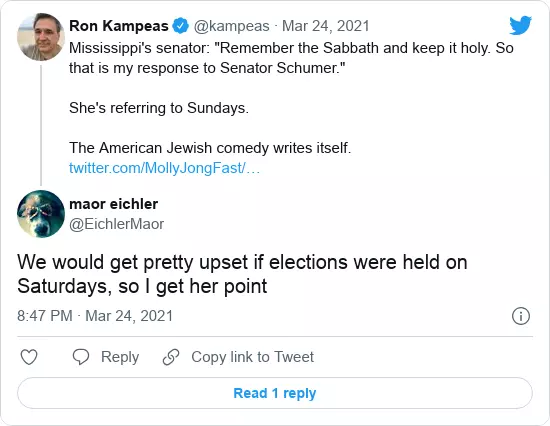 Ron Kampeas @kampeas · Mar 24, 2021
Mississippi's senator: "Remember the Sabbath and keep it holy. So
that is my response to Senator Schumer."
She's referring to Sundays.
The American Jewish comedy writes itself.
twitter.com/MollyJongFast/…
maor eichler
@EichlerMaor
We would get pretty upset if elections were held on
Saturdays, so I get her point
8:47 PM · Mar 24, 2021
Reply
Copy link to Tweet
Read 1 reply